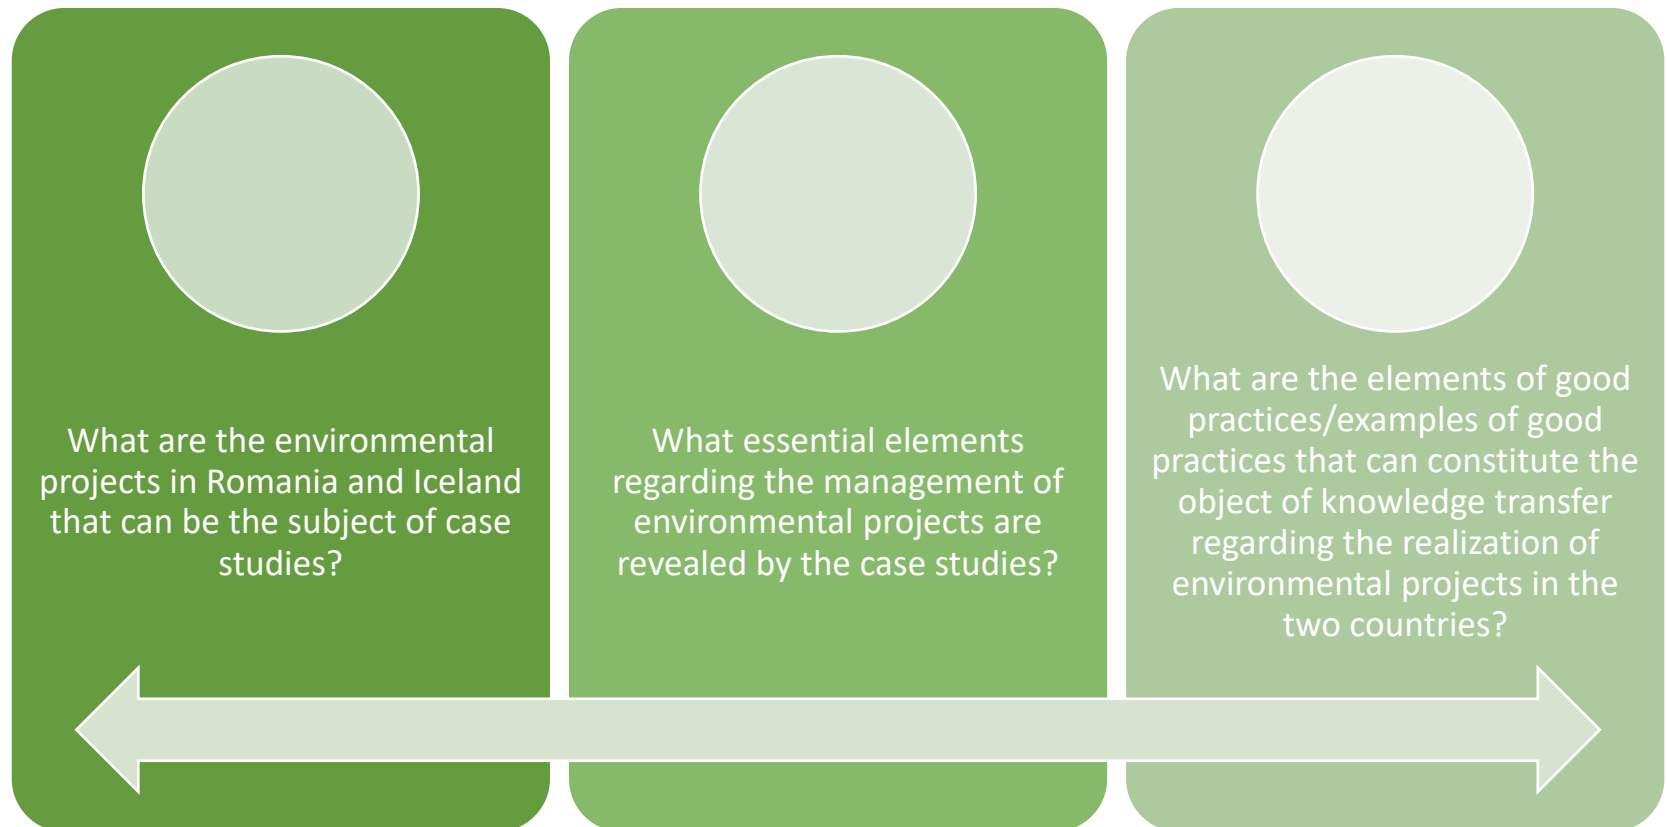 What are the environmental
projects in Romania and Iceland
that can be the subject of case
studies?
What essential elements
regarding the management of
environmental projects are
revealed by the case studies?
What are the elements of good
practices/examples of good
practices that can constitute the
object of knowledge transfer
regarding the realization of
environmental projects in the
two countries?